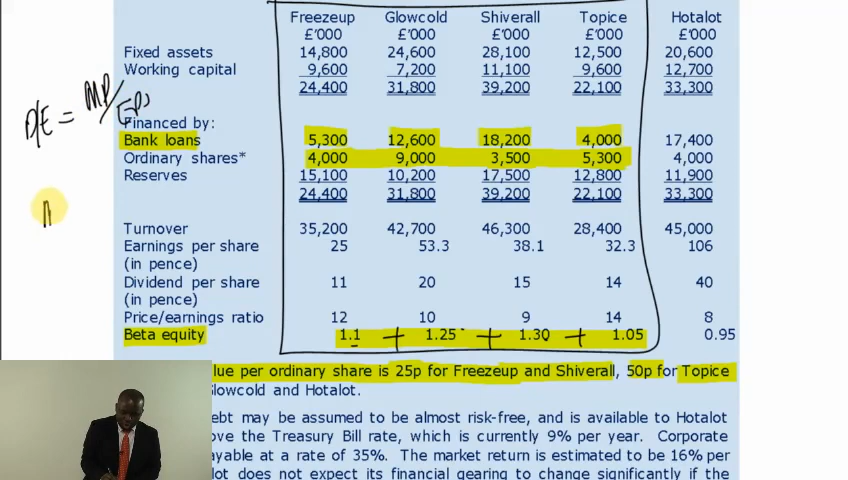 Freezeup Glowcold Shiverall Topice Hotalot
£'000 £'000 £'000 £'000 £'000
Fixed assets 14,800 24,600 28,100 12,500 20,600
Working capital 9,600 7,200 11,100 9,600 12,700
24,400 31,800 39,200 22,100 33,300
P/E = MP/EPS
Financed by:
Bank loans 5,300 12,600 18,200 4,000 17,400
Ordinary shares* 4,000 9,000 3,500 5,300 4,000
Reserves 15,100 10,200 17,500 12,800 11,900
24,400 31,800 39,200 22,100 33,300
Turnover 35,200 42,700 46,300 28,400 45,000
Earnings per share 25 53.3 38.1 32.3 106
(in pence)
Dividend per share 11 20 15 14 40
(in pence)
Price/earnings ratio 12 10 9 14 8
Beta equity 1.1 + 1.25 + 1.30 + 1.05 0.95
lue per ordinary share is 25p for Freezeup and Shiverall, 50p for Topice
Glowcold and Hotalot.
ebt may be assumed to be almost risk-free, and is available to Hotalot
ove the Treasury Bill rate, which is currently 9% per year. Corporate
ayable at a rate of 35%. The market return is estimated to be 16% per
lot does not expect its financial gearing to change significantly if the